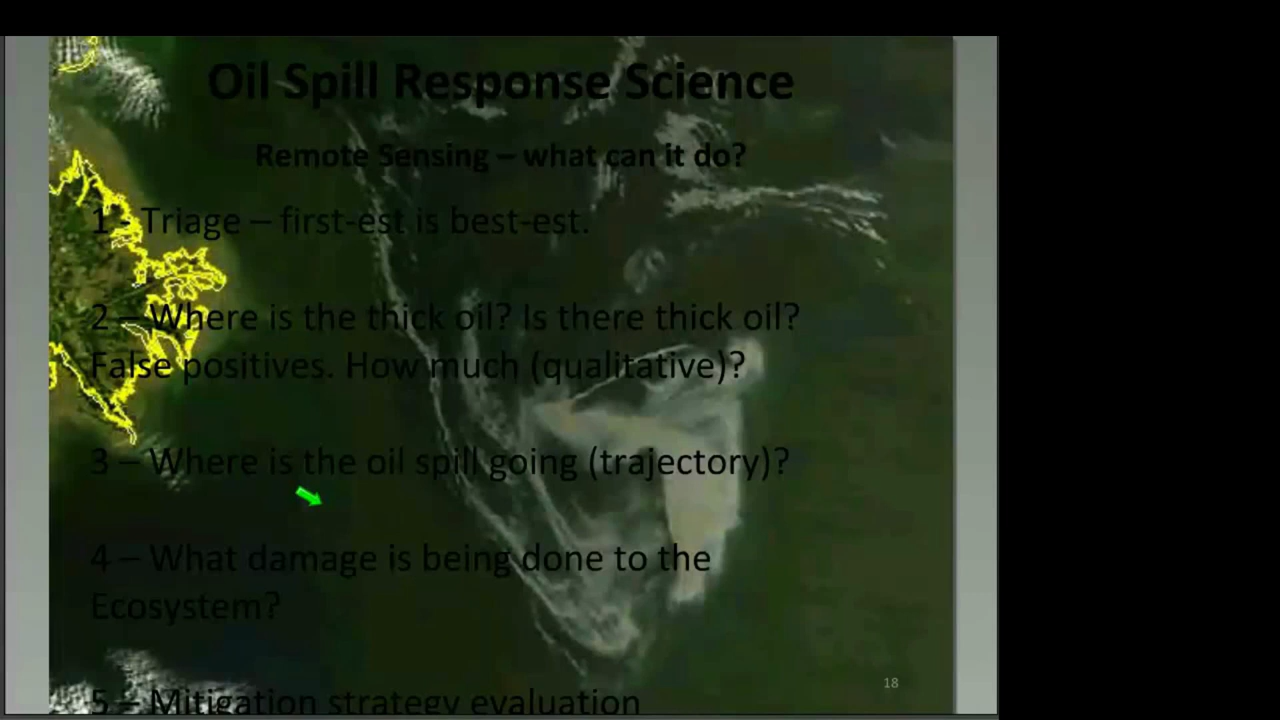 Oil Spill Response Science
Remote Sensing – what can it do?
1 - Triage – first-est is best-est.
2 – Where is the thick oil? Is there thick oil?
False positives. How much (qualitative)?
3 – Where is the oil spill going (trajectory)?
4 – What damage is being done to the
Ecosystem?
5 – Mitigation strategy evaluation
18